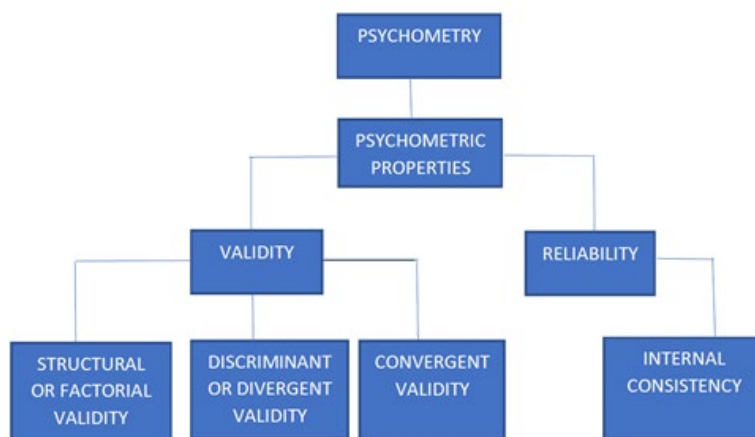 PSYCHOMETRY
PSYCHOMETRIC
PROPERTIES
VALIDITY
RELIABILITY
STRUCTURAL
OR FACTORIAL
VALIDITY
DISCRIMINANT
OR DIVERGENT
VALIDITY
CONVERGENT
VALIDITY
INTERNAL
CONSISTENCY